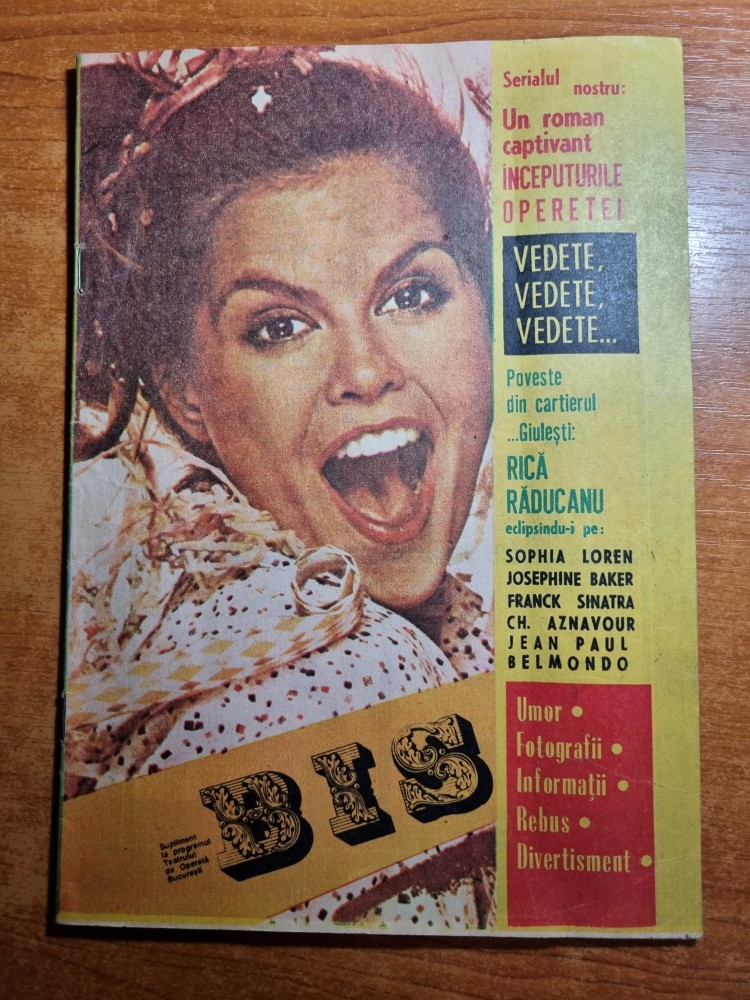 Serialul nostru:
Un roman
captivant
ÎNCEPUTURILE
OPERETEI
VEDETE,
VEDETE,
VEDETE...
Poveste
din cartierul
...Giulești:
RICĂ
RĂDUCANU
eclipsîndu-i pe:
SOPHIA LOREN
JOSEPHINE BAKER
FRANCK SINATRA
CH. AZNAVOUR
JEAN PAUL
BELMONDO
Umor •
Fotografii •
Informații •
Rebus •
Divertisment •
BIS
Supliment
la programul
Teatrului
de Operetă
București